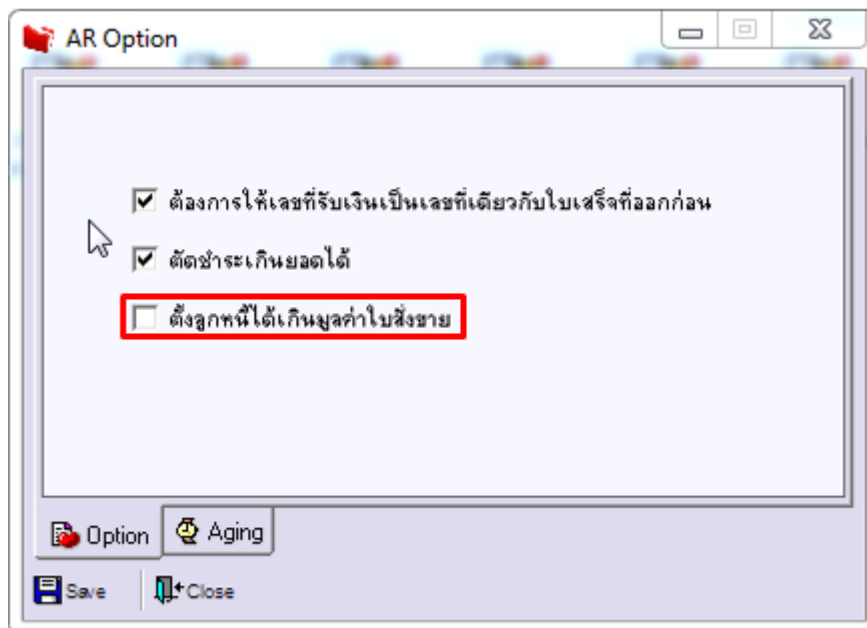 AR Option
ต้องการให้เลขที่รับเงินเป็นเลขที่เดียวกับใบเสร็จที่ออกก่อน
ตัดชำระเกินยอดได้
ตั้งลูกหนี้ได้เกินมูลค่าใบสั่งขาย
Option Aging
Save Close